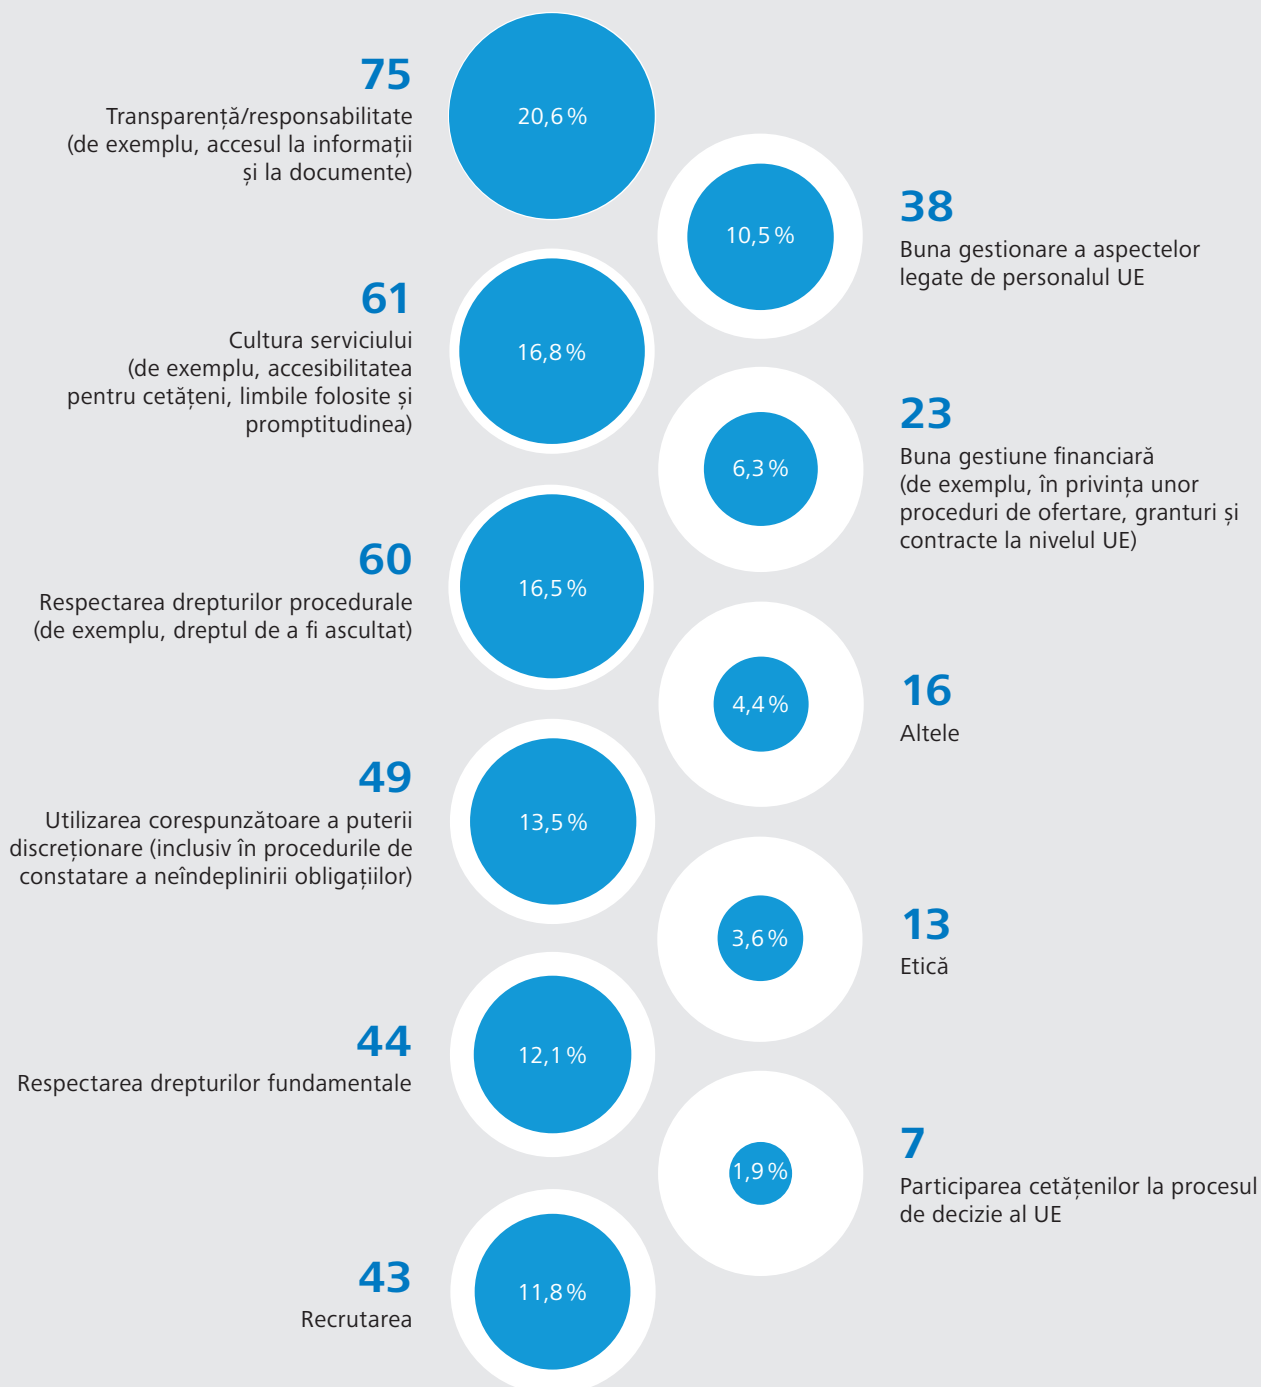 75
Transparență/responsabilitate
(de exemplu, accesul la informații
și la documente)
20,6 %
38
Buna gestionare a aspectelor
legate de personalul UE
10,5 %
61
Cultura serviciului
(de exemplu, accesibilitatea
pentru cetățeni, limbile folosite și
promptitudinea)
16,8 %
23
Buna gestiune financiară
(de exemplu, în privința unor
proceduri de ofertare, granturi și
contracte la nivelul UE)
6,3 %
60
Respectarea drepturilor procedurale
(de exemplu, dreptul de a fi ascultat)
16,5 %
16
Altele
4,4 %
49
Utilizarea corespunzătoare a puterii
discreționare (inclusiv în procedurile de
constatare a neîndeplinirii obligațiilor)
13,5 %
13
Etică
3,6 %
44
Respectarea drepturilor fundamentale
12,1 %
7
Participarea cetățenilor la procesul
de decizie al UE
1,9 %
43
Recrutarea
11,8 %